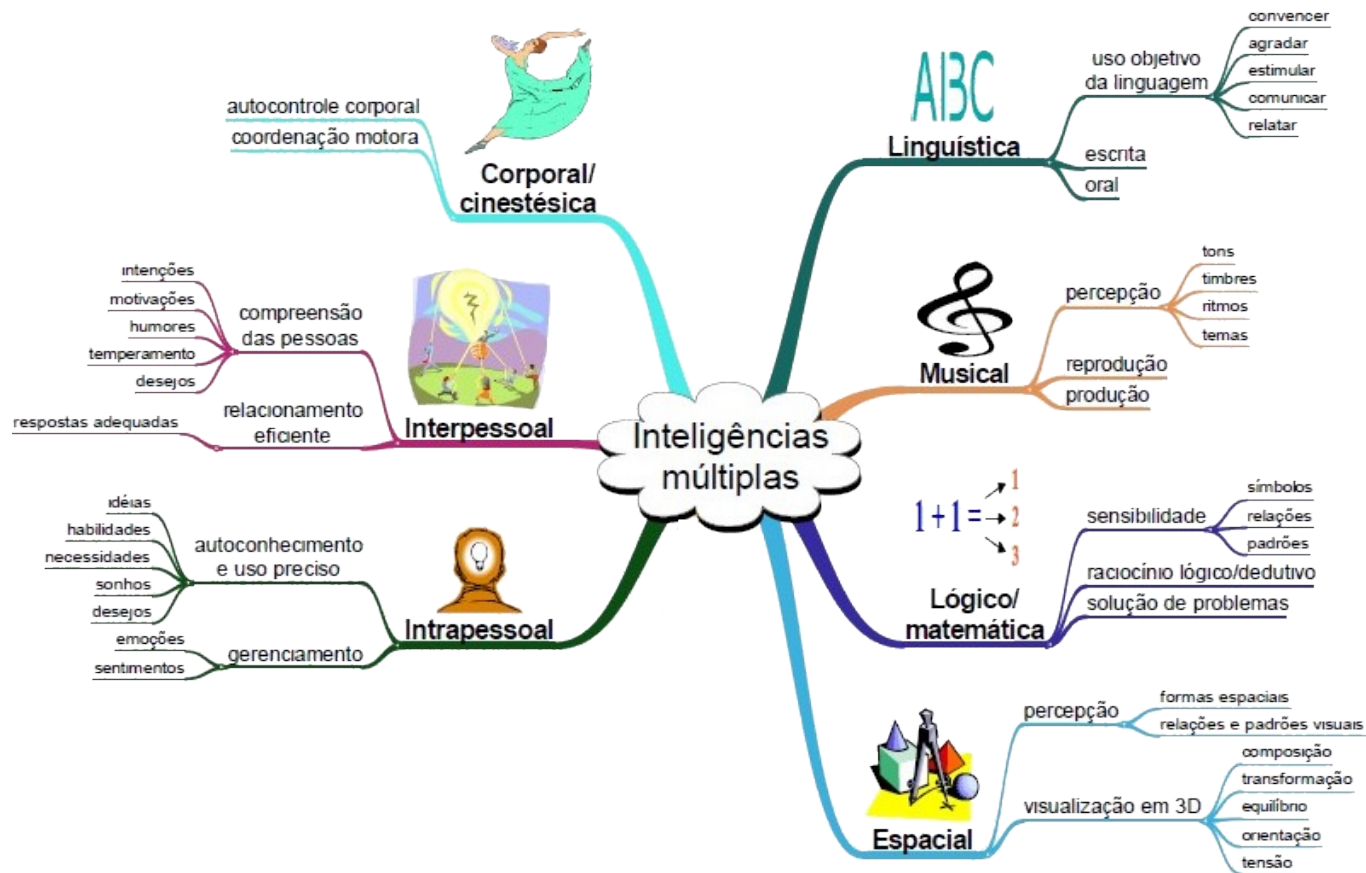 Inteligências
múltiplas
AIBC
Linguística
uso objetivo
da linguagem
convencer
agradar
estimular
comunicar
relatar
escrita
oral
Musical
percepção
tons
timbres
ritmos
temas
reprodução
produção
1+1=
1
2
3
Lógico/
matemática
sensibilidade
símbolos
relações
padrões
raciocínio lógico/dedutivo
solução de problemas
Espacial
percepção
formas espaciais
relações e padrões visuais
visualização em 3D
composição
transformação
equilíbrio
orientação
tensão
Corporal/
cinestésica
autocontrole corporal
coordenação motora
Interpessoal
compreensão
das pessoas
intenções
motivações
humores
temperamento
desejos
relacionamento
eficiente
respostas adequadas
Intrapessoal
autoconhecimento
e uso preciso
idéias
habilidades
necessidades
sonhos
desejos
gerenciamento
emoções
sentimentos